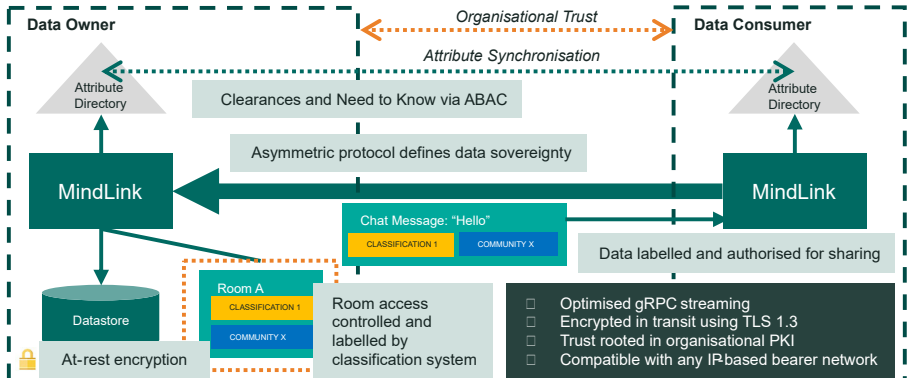 Data Owner
Organisational Trust
Data Consumer
Attribute Synchronisation
Attribute
Directory
Attribute
Directory
Clearances and Need to Know via ABAC
Asymmetric protocol defines data sovereignty
MindLink
MindLink
Chat Message: “Hello”
CLASSIFICATION 1
COMMUNITY X
Data labelled and authorised for sharing
Room A
CLASSIFICATION 1
COMMUNITY X
Room access
controlled and
labelled by
classification system
Datastore
At-rest encryption
Optimised gRPC streaming
Encrypted in transit using TLS 1.3
Trust rooted in organisational PKI
Compatible with any IP-based bearer network